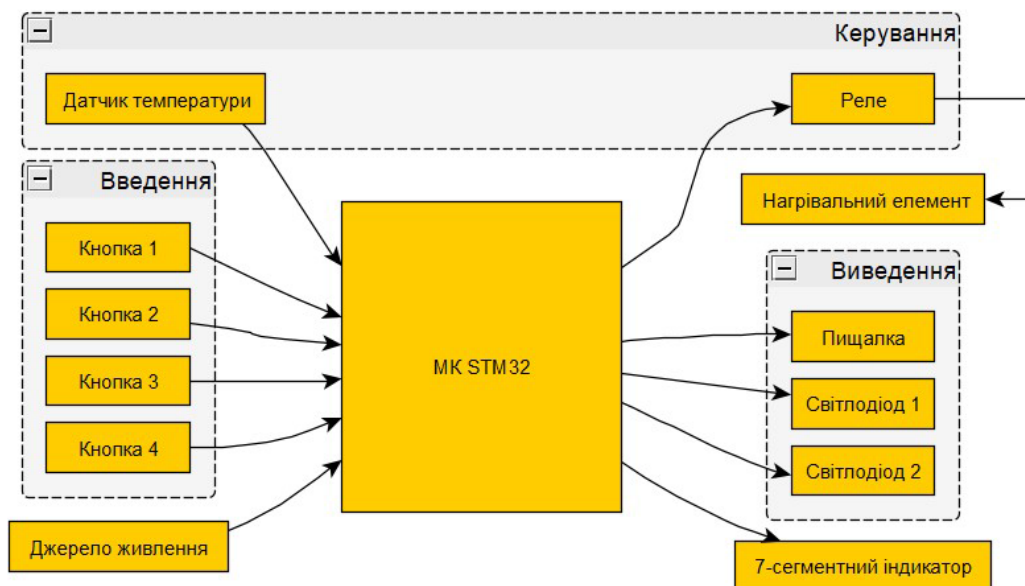 Керування
Датчик температури
Реле
Введення
Нагрівальний елемент
Кнопка 1
Кнопка 2
Кнопка 3
Кнопка 4
МК STM32
Виведення
Пищалка
Світлодіод 1
Світлодіод 2
Джерело живлення
7-сегментний індикатор